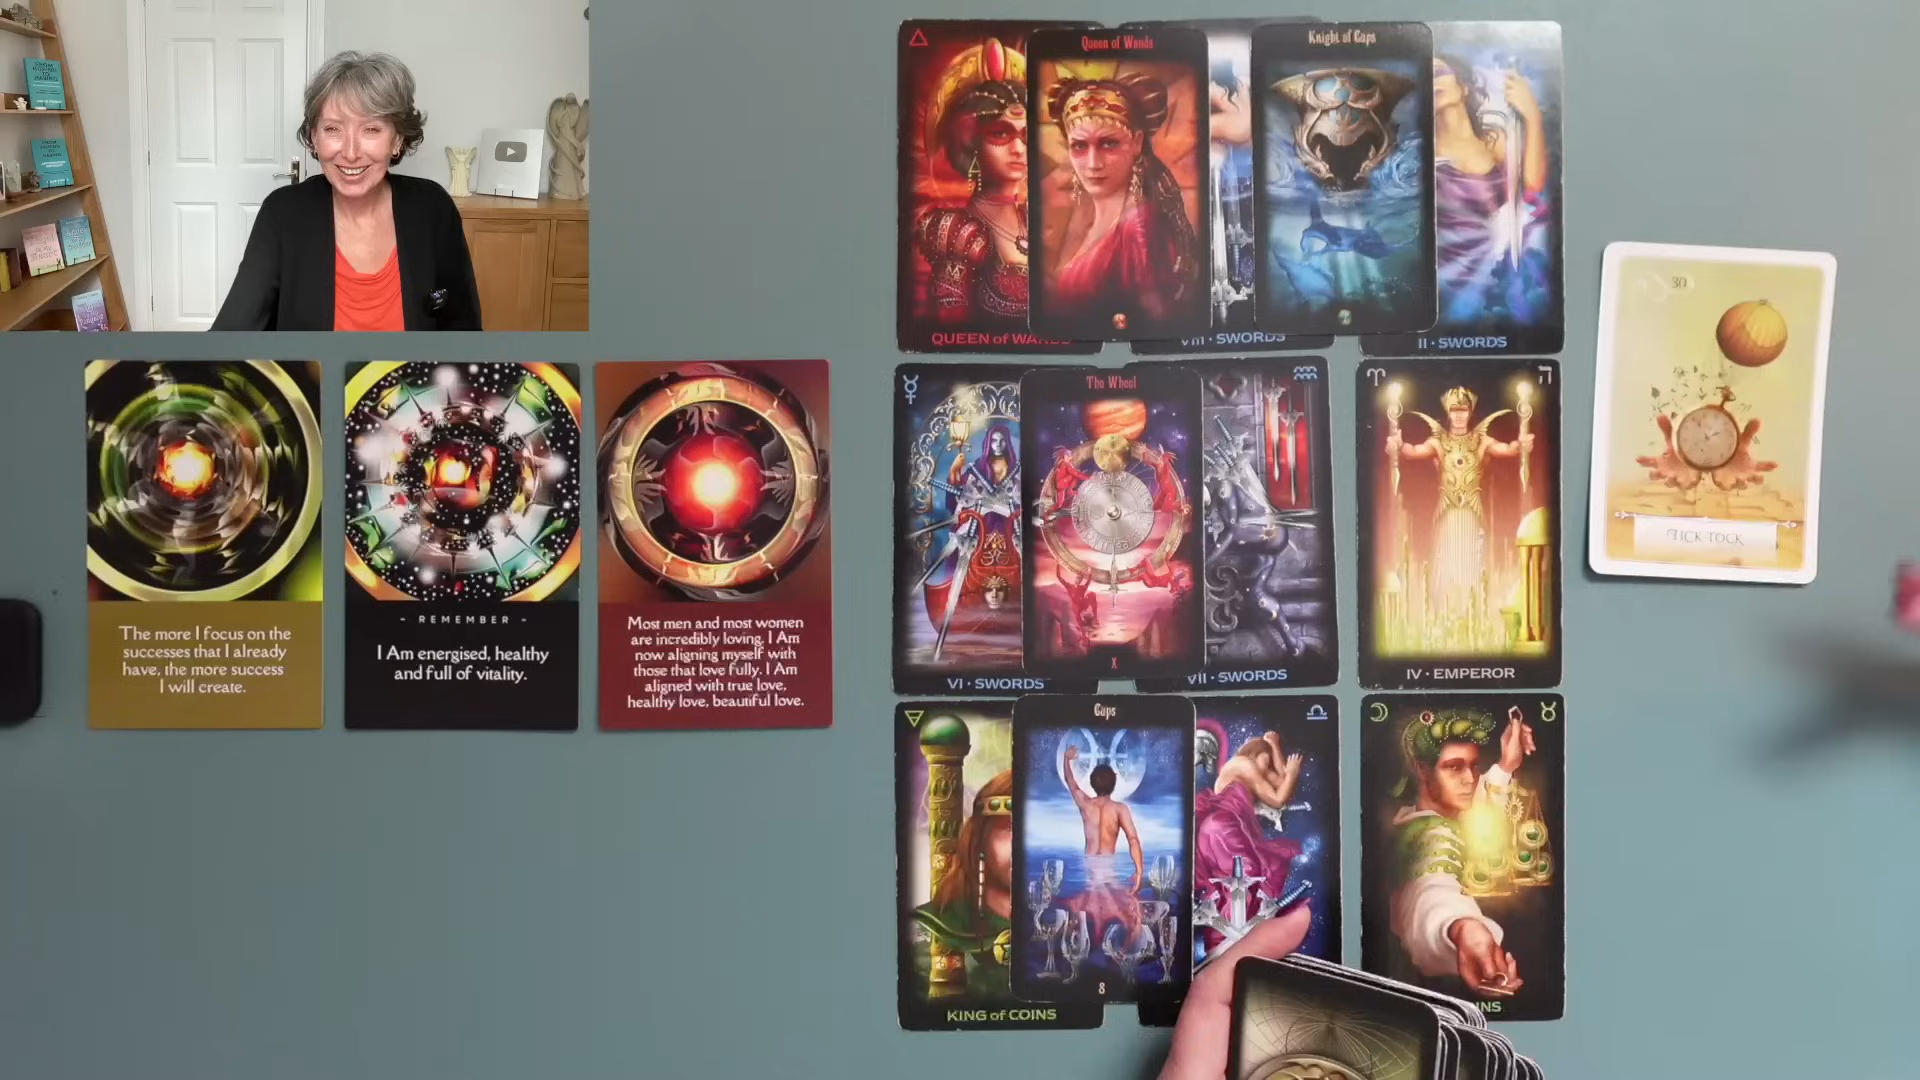 The more I focus on the
successes that I already
have, the more success
I will create.
- REMEMBER -
I Am energised, healthy
and full of vitality.
Most men and most women
are incredibly loving. I Am
now aligning myself with
those that love fully. I Am
aligned with true love,
healthy love, beautiful love.
Queen of Wands
Knight of Cups
QUEEN of WANDS
VIII · SWORDS
II · SWORDS
The Wheel
X
VI · SWORDS
VII · SWORDS
IV · EMPEROR
ה
30
TICK TOCK
Cups
8
KING of COINS
INS